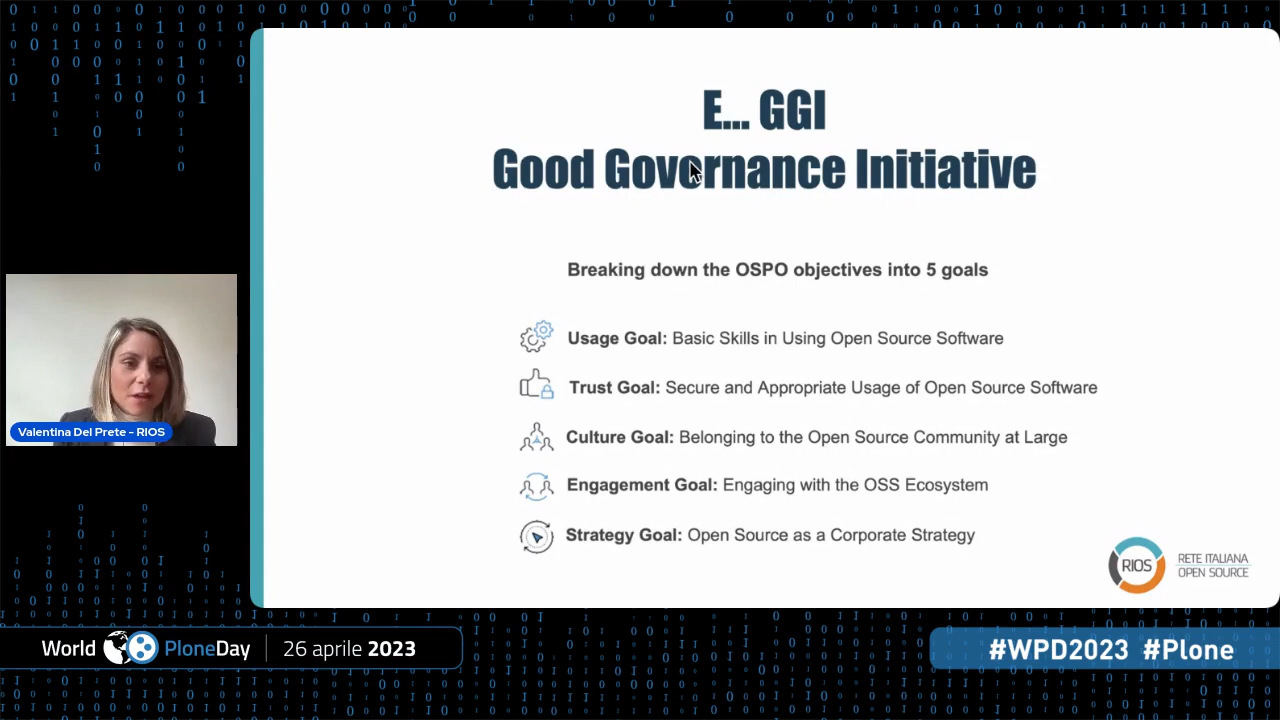 E... GGI
Good Governance Initiative
Breaking down the OSPO objectives into 5 goals
Usage Goal: Basic Skills in Using Open Source Software
Trust Goal: Secure and Appropriate Usage of Open Source Software
Culture Goal: Belonging to the Open Source Community at Large
Engagement Goal: Engaging with the OSS Ecosystem
Strategy Goal: Open Source as a Corporate Strategy
RIOS
RETE ITALIANA
OPEN SOURCE
Valentina Del Prete - RIOS
World PloneDay
26 aprile 2023
#WPD2023 #Plone